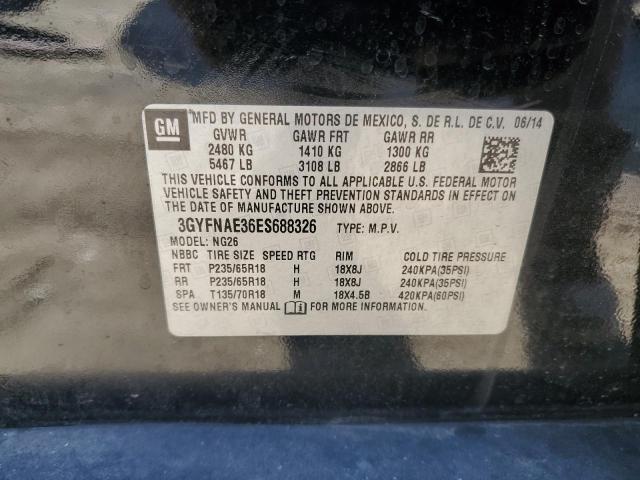 GM
MFD BY GENERAL MOTORS DE MEXICO, S. DE R.L. DE C.V. 06/14
GVWR GAWR FRT GAWR RR
2480 KG 1410 KG 1300 KG
5467 LB 3108 LB 2866 LB
THIS VEHICLE CONFORMS TO ALL APPLICABLE U.S. FEDERAL MOTOR
VEHICLE SAFETY AND THEFT PREVENTION STANDARDS IN EFFECT ON
THE DATE OF MANUFACTURE SHOWN ABOVE.
3GYFNAE36ES688326 TYPE: M.P.V.
MODEL: NG26
NBBC TIRE SIZE SPEED RTG RIM COLD TIRE PRESSURE
FRT P235/65R18 H 18X8J 240KPA(35PSI)
RR P235/65R18 H 18X8J 240KPA(35PSI)
SPA T135/70R18 M 18X4.5B 420KPA(60PSI)
SEE OWNER'S MANUAL FOR MORE INFORMATION.